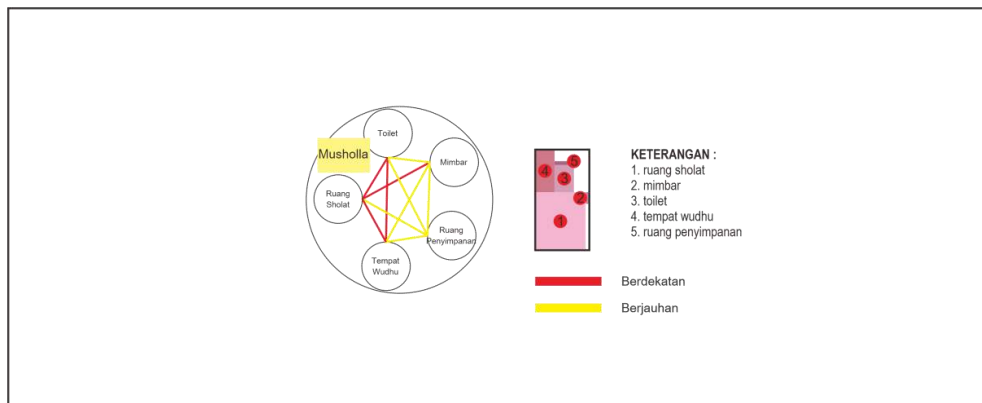 Toilet
Musholla
Mimbar
Ruang
Sholat
Ruang
Penyimpanan
Tempat
Wudhu
5
4
3
2
1
KETERANGAN :
1. ruang sholat
2. mimbar
3. toilet
4. tempat wudhu
5. ruang penyimpanan
Berdekatan
Berjauhan